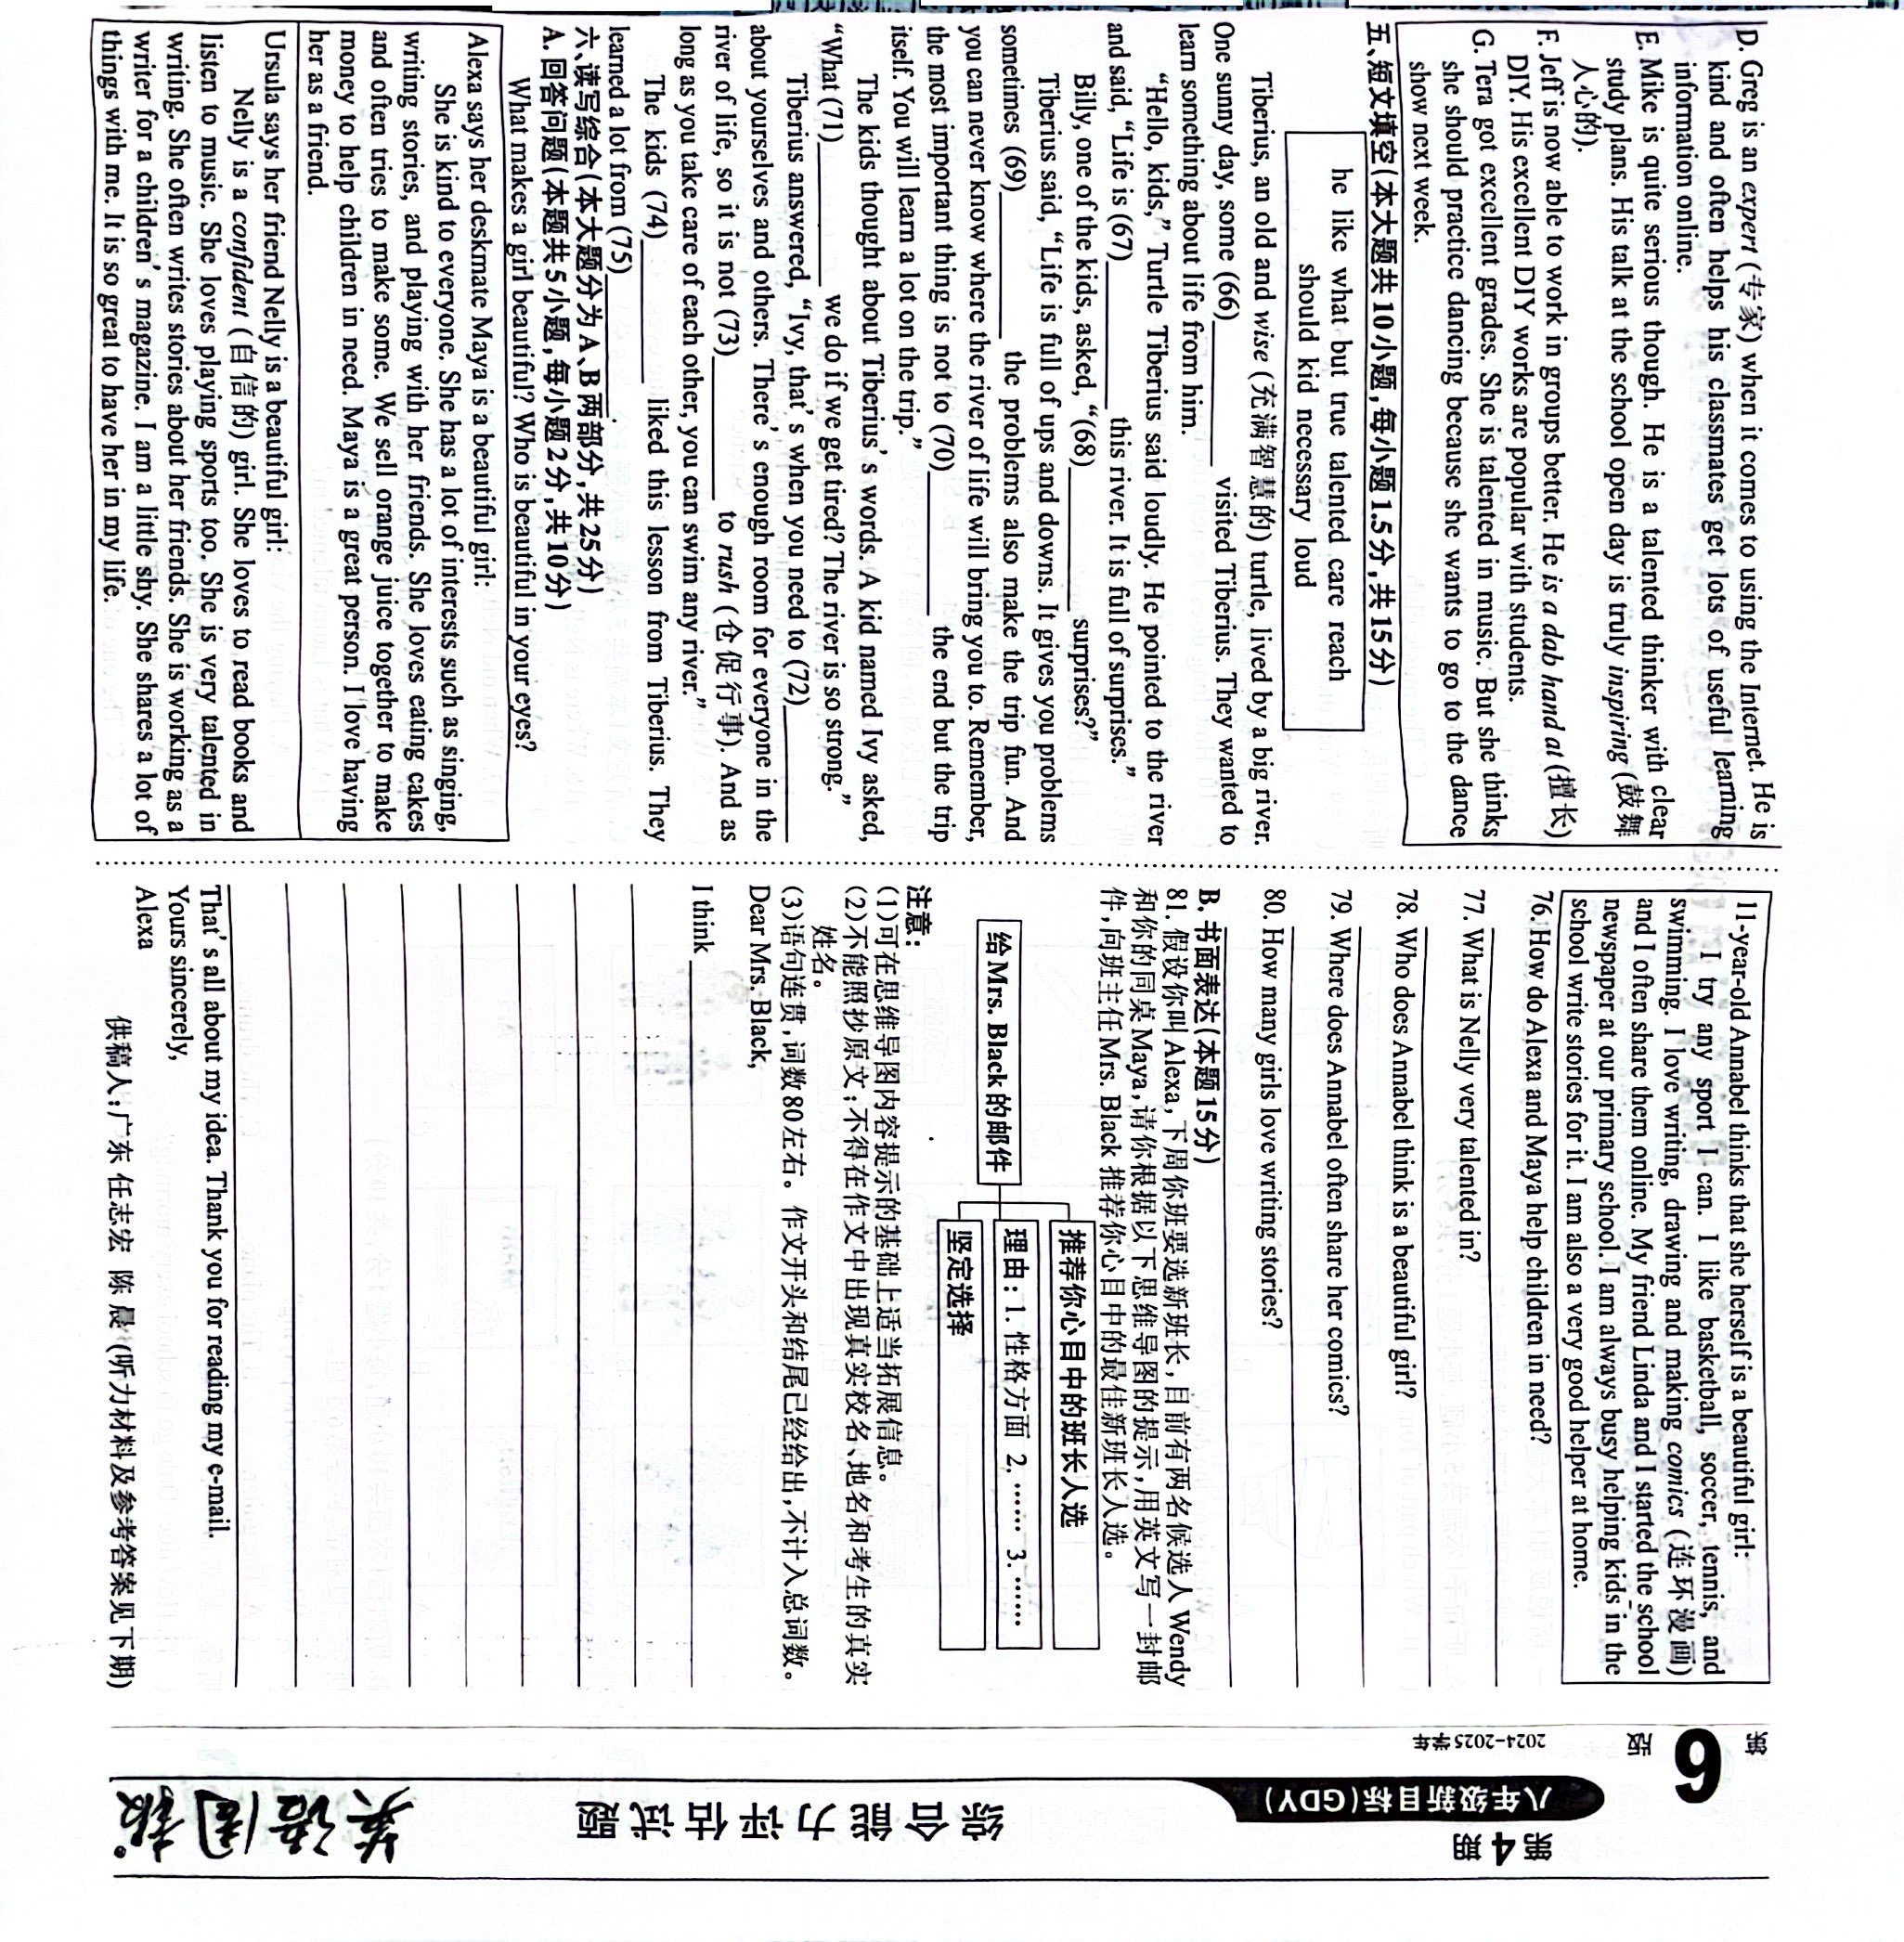 D. Greg is an expert (专家) when it comes to using the Internet. He is
kind and often helps his classmates get lots of useful learning
information online.
E. Mike is quite serious though. He is a talented thinker with clear
study plans. His talk at the school open day is truly inspiring (鼓舞
人心的).
F. Jeff is now able to work in groups better. He is a dab hand at (擅长)
DIY. His excellent DIY works are popular with students.
G. Tera got excellent grades. She is talented in music. But she thinks
she should practice dancing because she wants to go to the dance
show next week.
五、短文填空(本大题共10小题,每小题1.5分,共15分)
he like what but true talented care reach
should kid necessary loud
Tiberius, an old and wise (充满智慧的) turtle, lived by a big river.
One sunny day, some (66)________ visited Tiberius. They wanted to
learn something about life from him.
“Hello, kids,” Turtle Tiberius said loudly. He pointed to the river
and said, “Life is (67)________ this river. It is full of surprises.”
Billy, one of the kids, asked, “(68)________ surprises?”
Tiberius said, “Life is full of ups and downs. It gives you problems
sometimes (69)________ the problems also make the trip fun. And
you can never know where the river of life will bring you to. Remember,
the most important thing is not to (70)________ the end but the trip
itself. You will learn a lot on the trip.”
The kids thought about Tiberius’s words. A kid named Ivy asked,
“What (71)________ we do if we get tired? The river is so strong.”
Tiberius answered, “Ivy, that’s when you need to (72)________
about yourselves and others. There’s enough room for everyone in the
river of life, so it is not (73)________ to rush (仓促行事). And as
long as you take care of each other, you can swim any river.”
The kids (74)________ liked this lesson from Tiberius. They
learned a lot from (75)________.
六、读写综合(本大题分为A、B两部分,共25分)
A. 回答问题(本题共5小题,每小题2分,共10分)
What makes a girl beautiful? Who is beautiful in your eyes?
Alexa says her deskmate Maya is a beautiful girl:
She is kind to everyone. She has a lot of interests such as singing,
writing stories, and playing with her friends. She loves eating cakes
and often tries to make some. We sell orange juice together to make
money to help children in need. Maya is a great person. I love having
her as a friend.
Ursula says her friend Nelly is a beautiful girl:
Nelly is a confident (自信的) girl. She loves to read books and
listen to music. She loves playing sports too. She is very talented in
writing. She often writes stories about her friends. She is working as a
writer for a children’s magazine. I am a little shy. She shares a lot of
things with me. It is so great to have her in my life.
11-year-old Annabel thinks that she herself is a beautiful girl:
I try any sport I can. I like basketball, soccer, tennis, and
swimming. I love writing, drawing and making comics (连环漫画)
and I often share them online. My friend Linda and I started the school
newspaper at our primary school. I am always busy helping kids in the
school write stories for it. I am also a very good helper at home.
76. How do Alexa and Maya help children in need?
77. What is Nelly very talented in?
78. Who does Annabel think is a beautiful girl?
79. Where does Annabel often share her comics?
80. How many girls love writing stories?
B. 书面表达(本题15分)
81. 假设你叫Alexa,下周你班要选新班长,目前有两名候选人Wendy
和你的同桌Maya,请你根据以下思维导图的提示,用英文写一封邮
件,向班主任Mrs. Black推荐你心目中的最佳新班长人选。
给Mrs. Black的邮件
推荐你心目中的班长人选
理由:1. 性格方面 2. …… 3. ……
坚定选择
注意:
(1)可在思维导图内容提示的基础上适当拓展信息。
(2)不能照抄原文;不得在作文中出现真实校名、地名和考生的真实
姓名。
(3)语句连贯,词数80左右。作文开头和结尾已经给出,不计入总词数。
Dear Mrs. Black,
I think
That’s all about my idea. Thank you for reading my e-mail.
Yours sincerely,
Alexa
供稿人:广东 任志宏 陈晨 (听力材料及参考答案见下期)
第6版
2024-2025学年
八年级新目标(GDY)
第4期
综合能力评估试题
英语周报